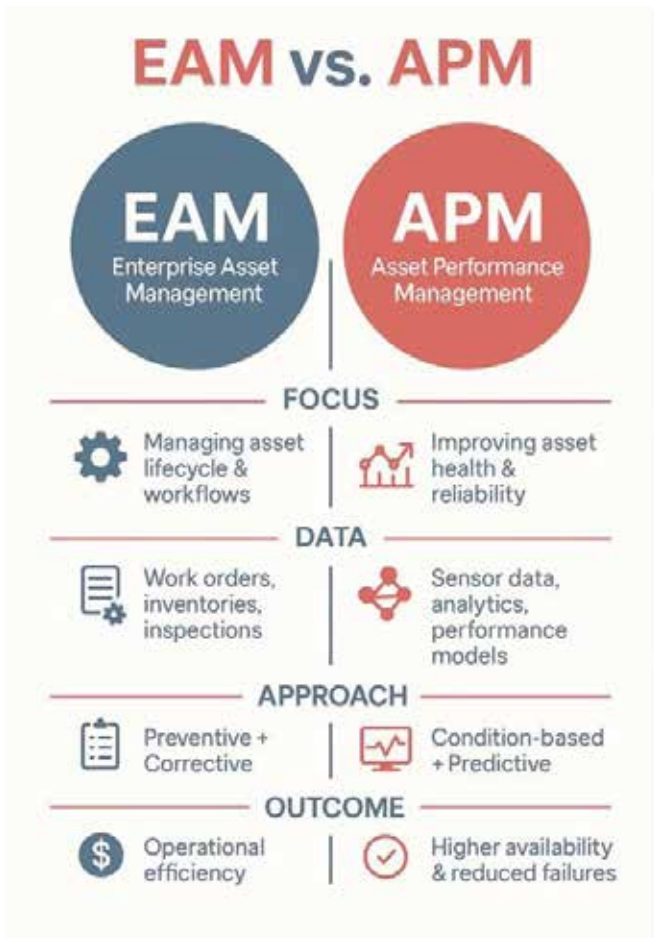 EAM vs. APM
EAM
Enterprise Asset
Management
APM
Asset Performance
Management
FOCUS
Managing asset
lifecycle &
workflows
Improving asset
health &
reliability
DATA
Work orders,
inventories,
inspections
Sensor data,
analytics,
performance
models
APPROACH
Preventive +
Corrective
Condition-based
+ Predictive
OUTCOME
$
Operational
efficiency
Higher availability
& reduced failures